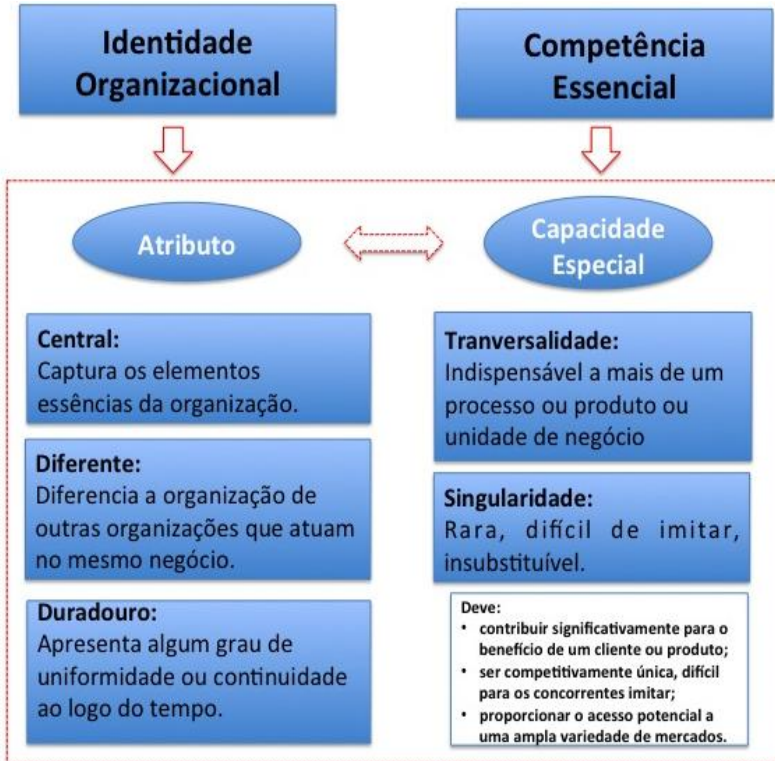 Identidade
Organizacional
Competência
Essencial
Atributo
Capacidade
Especial
Central:
Captura os elementos
essências da organização.
Diferente:
Diferencia a organização de
outras organizações que atuam
no mesmo negócio.
Duradouro:
Apresenta algum grau de
uniformidade ou continuidade
ao logo do tempo.
Tranversalidade:
Indispensável a mais de um
processo ou produto ou
unidade de negócio
Singularidade:
Rara, difícil de imitar,
insubstituível.
Deve:
• contribuir significativamente para o
benefício de um cliente ou produto;
• ser competitivamente única, difícil
para os concorrentes imitar;
• proporcionar o acesso potencial a
uma ampla variedade de mercados.